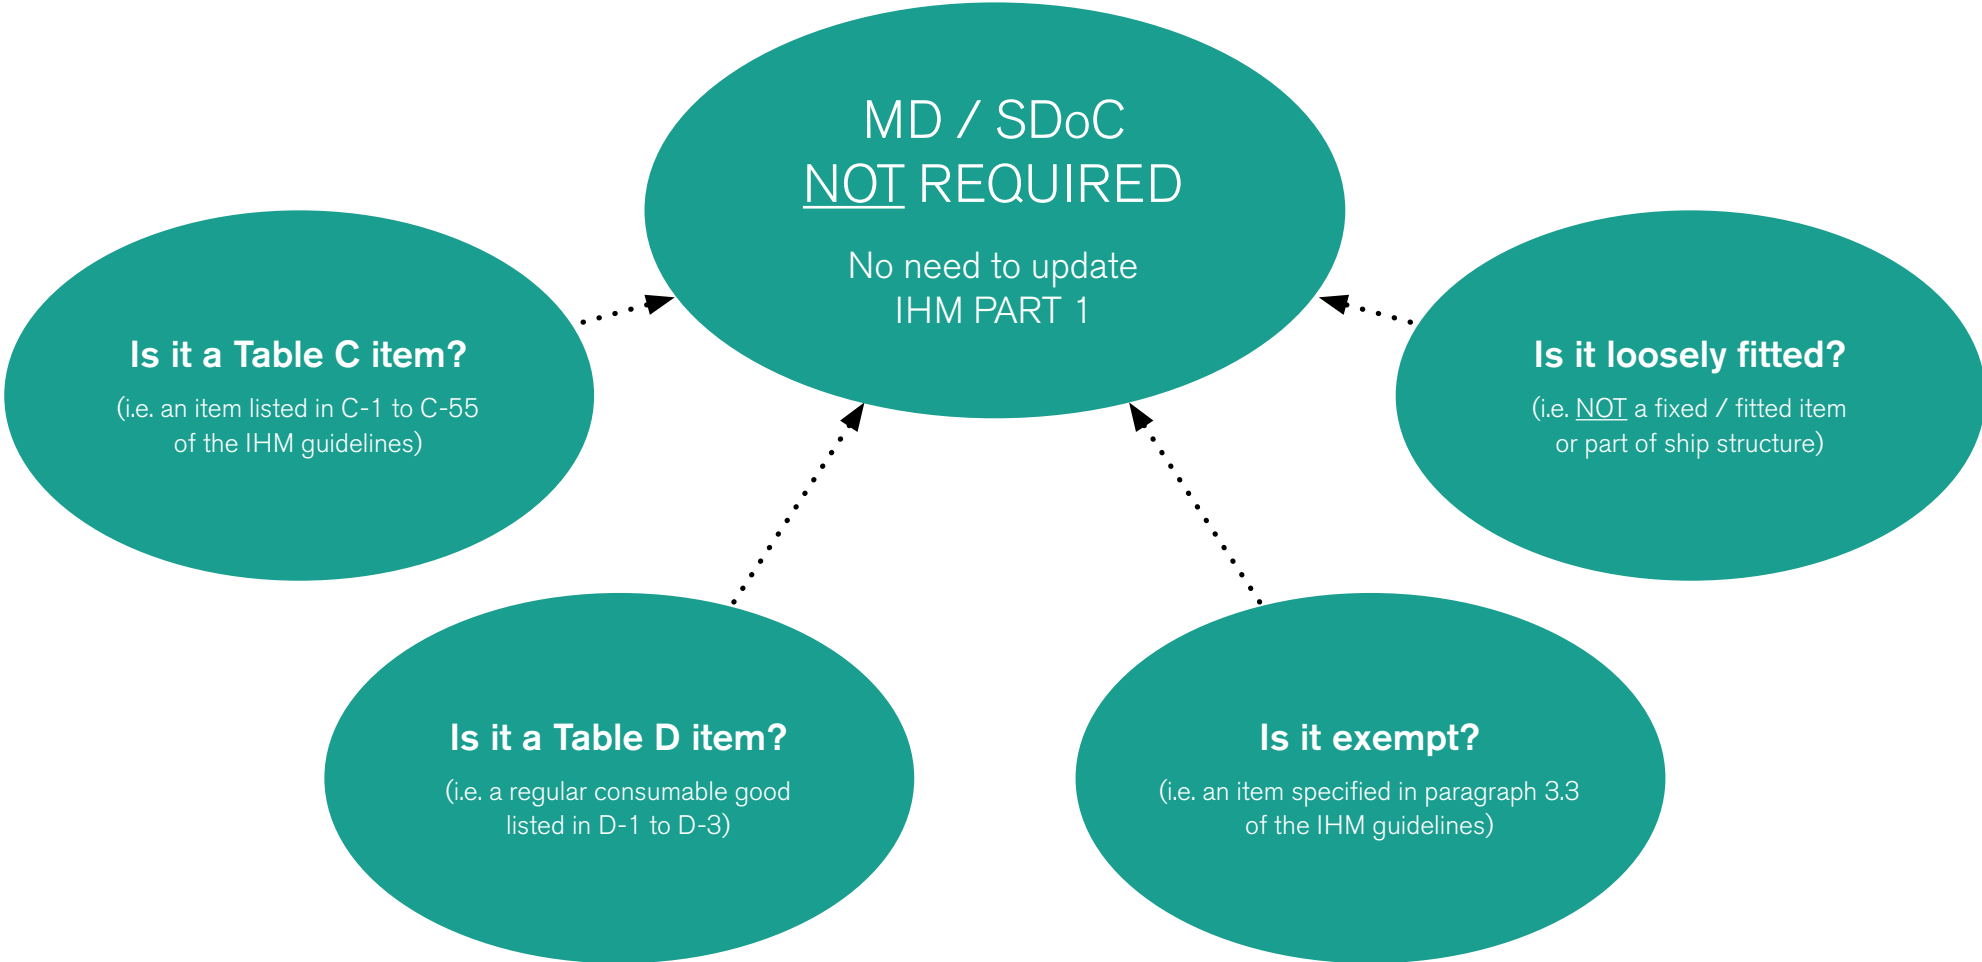 MD / SDoC
NOT REQUIRED
No need to update
IHM PART 1
Is it a Table C item?
(i.e. an item listed in C-1 to C-55
of the IHM guidelines)
Is it loosely fitted?
(i.e. NOT a fixed / fitted item
or part of ship structure)
Is it a Table D item?
(i.e. a regular consumable good
listed in D-1 to D-3)
Is it exempt?
(i.e. an item specified in paragraph 3.3
of the IHM guidelines)